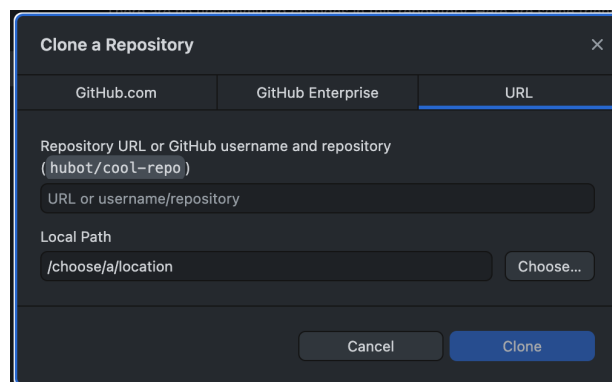 Clone a Repository
GitHub.com
GitHub Enterprise
URL
Repository URL or GitHub username and repository
(hubot/cool-repo)
URL or username/repository
Local Path
/choose/a/location
Choose...
Cancel
Clone